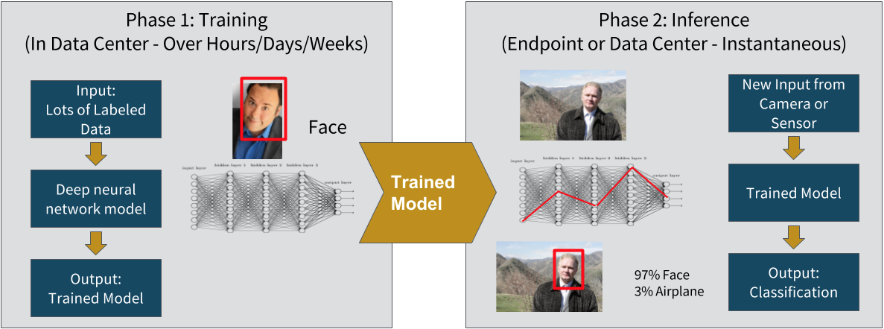 Phase 1: Training
(In Data Center - Over Hours/Days/Weeks)
Input:
Lots of Labeled
Data
Deep neural
network model
Output:
Trained Model
Face
Trained
Model
Phase 2: Inference
(Endpoint or Data Center - Instantaneous)
New Input from
Camera or
Sensor
Trained Model
Output:
Classification
97% Face
3% Airplane